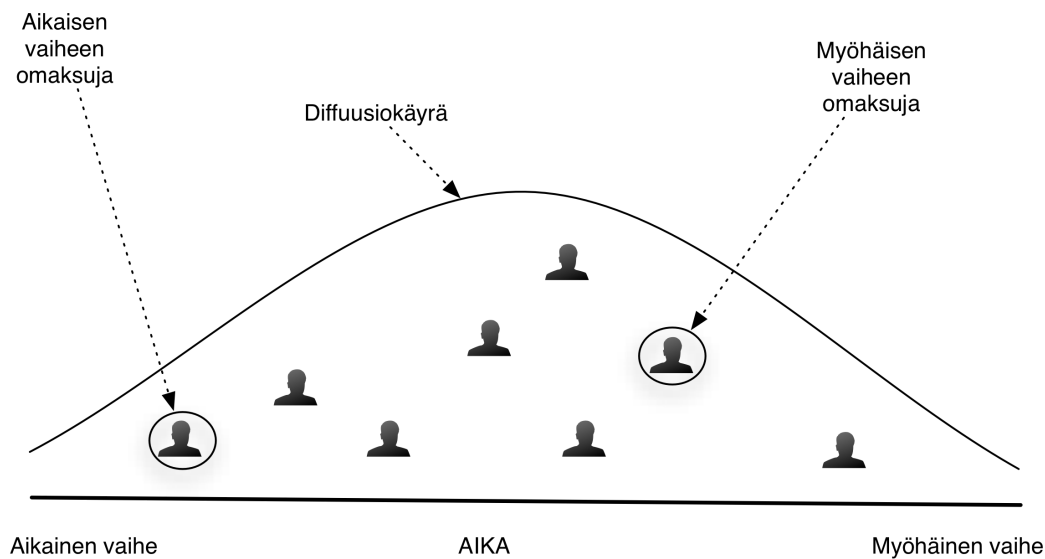 Aikaisen
vaiheen
omaksuja
Diffuusiokäyrä
Myöhäisen
vaiheen
omaksuja
Aikainen vaihe
AIKA
Myöhäinen vaihe